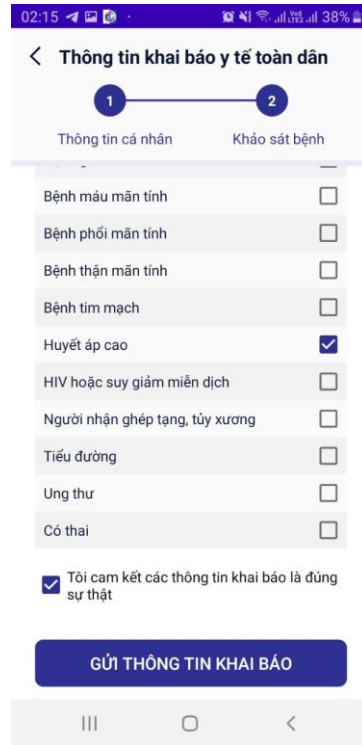 02:15
38%
Thông tin khai báo y tế toàn dân
1
2
Thông tin cá nhân
Khảo sát bệnh
Bệnh máu mãn tính
Bệnh phổi mãn tính
Bệnh thận mãn tính
Bệnh tim mạch
Huyết áp cao
HIV hoặc suy giảm miễn dịch
Người nhận ghép tạng, tủy xương
Tiểu đường
Ung thư
Có thai
Tôi cam kết các thông tin khai báo là đúng
sự thật
GỬI THÔNG TIN KHAI BÁO